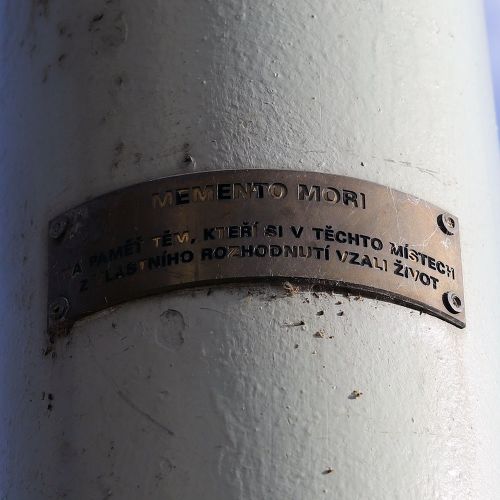 MEMENTO MORI
NA PAMĚŤ TĚM, KTEŘÍ SI V TĚCHTO MÍSTECH
Z VLASTNÍHO ROZHODNUTÍ VZALI ŽIVOT